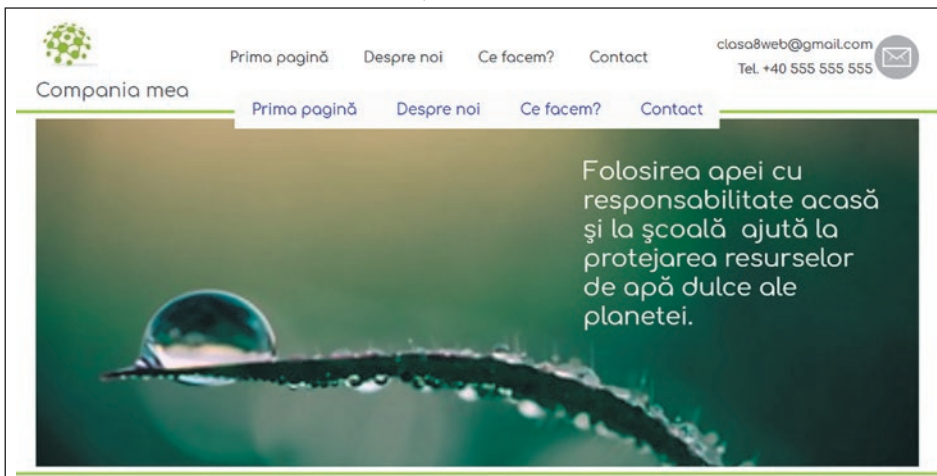 Prima pagină Despre noi Ce facem? Contact
clasa8web@gmail.com
Tel. +40 555 555 555
Compania mea
Prima pagină Despre noi Ce facem? Contact
Folosirea apei cu
responsabilitate acasă
și la școală ajută la
protejarea resurselor
de apă dulce ale
planetei.